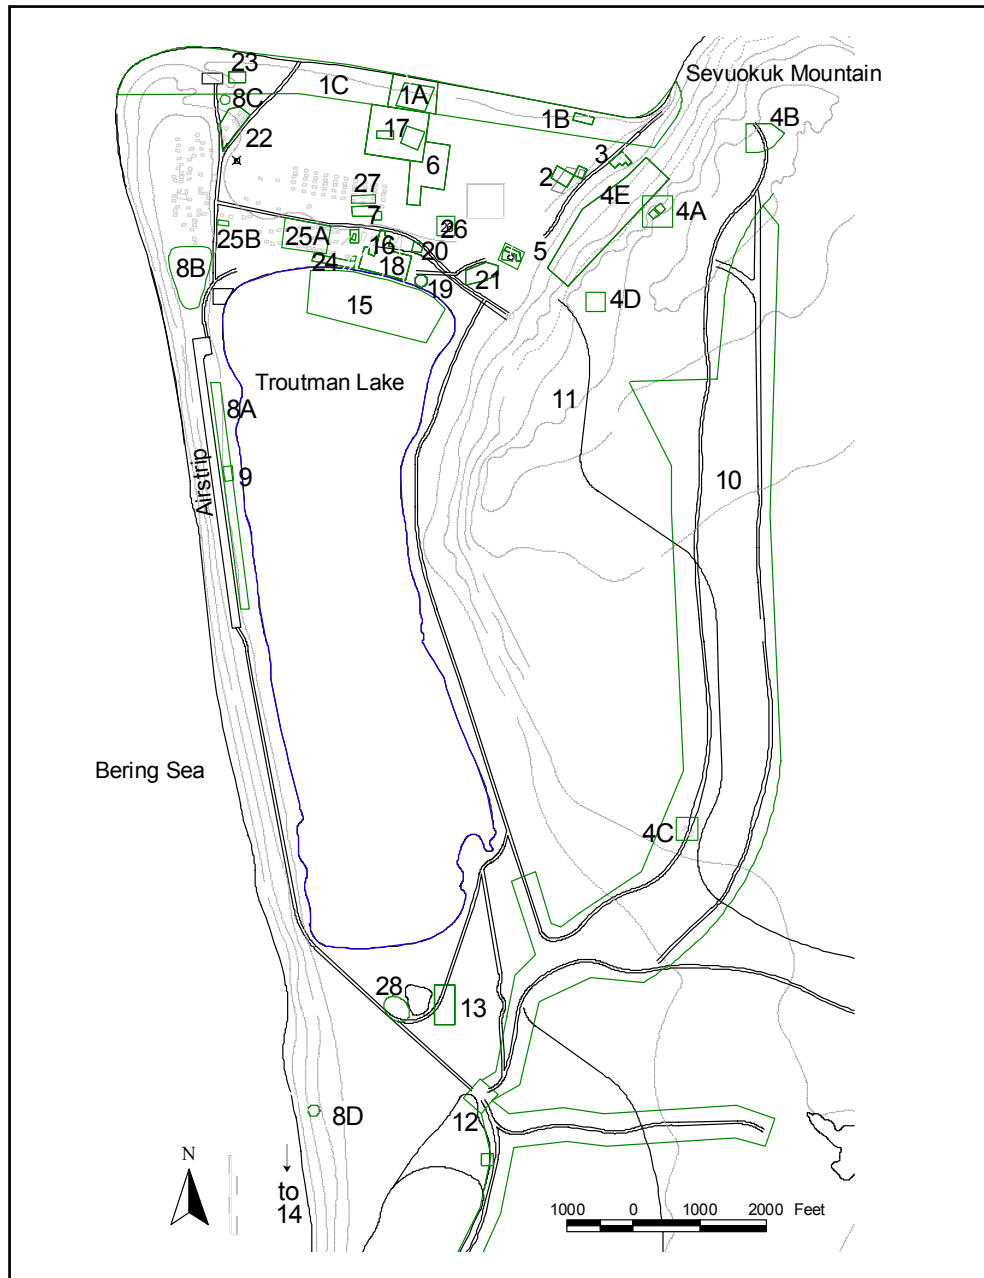 Sevuokuk Mountain
23
1C
1A
8C
1B
4B
17
22
6
3
2
4E
27
4A
7
26
25B
25A
16
20
5
8B
24
18
21
19
4D
15
Troutman Lake
11
8A
Airstrip
9
10
Bering Sea
4C
28
13
8D
12
N
to
14
1000 0 1000 2000 Feet